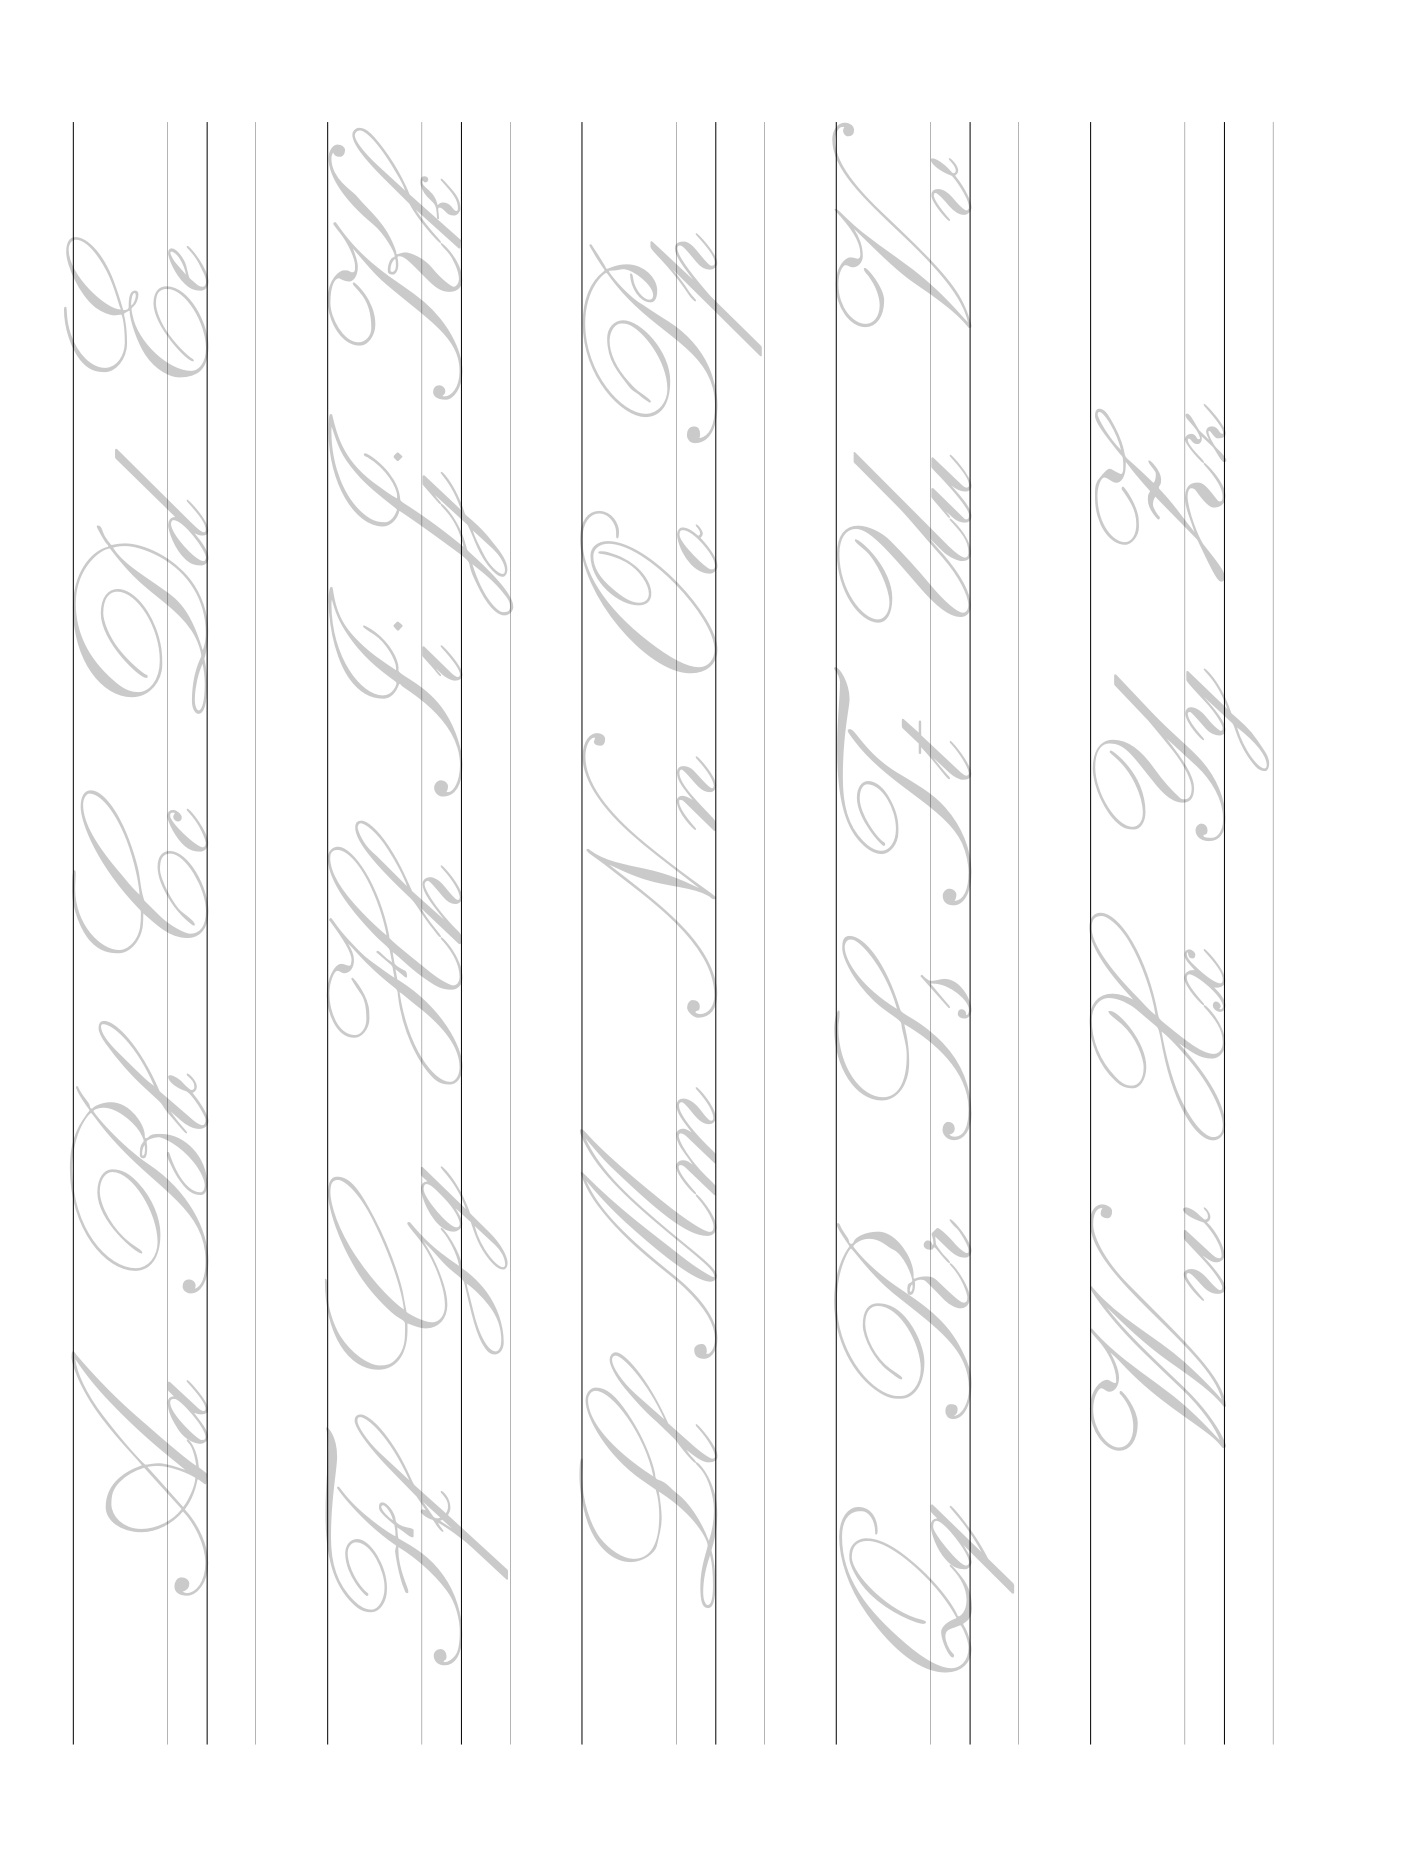 Aa Bb Cc Dd Ee
Ff Gg Hh Ii Jj Kk
Ll Mm Nn Oo Pp
Qq Rr Ss Tt Uu Vv
Ww Xx Yy Zz